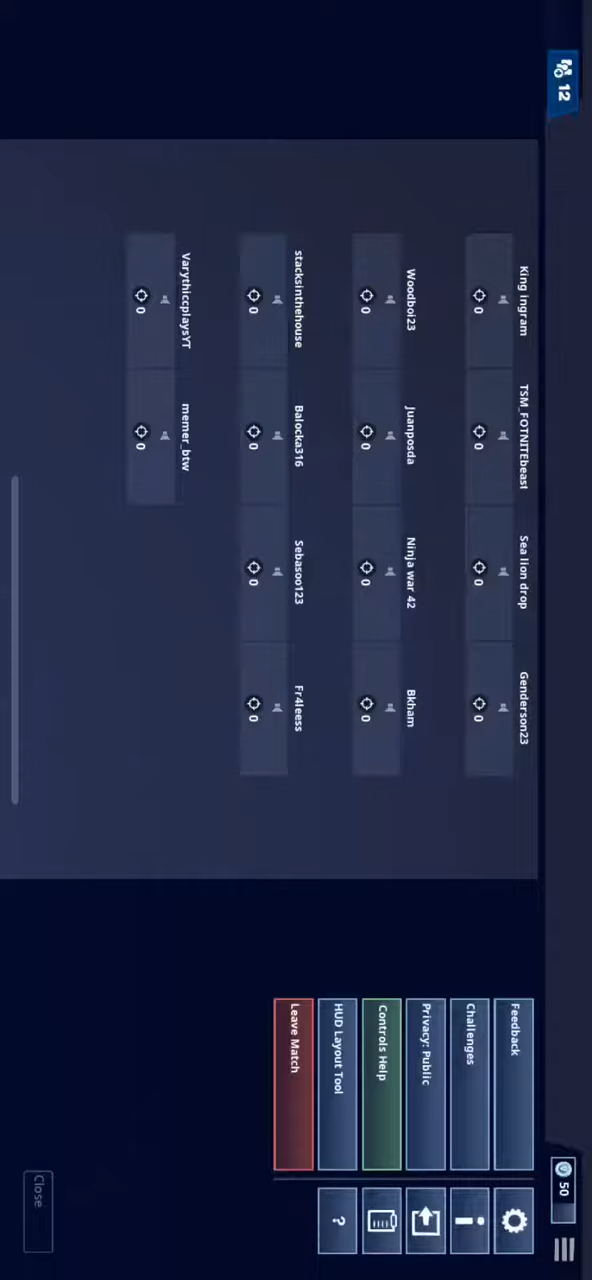 12
50
King ingram
TSM_FOTNITEbeast
Sea lion drop
Genderson23
0
0
0
0
Woodboi23
Juanposda
Ninja war 42
Bkham
0
0
0
0
stacksinthehouse
Balocka316
Sebasoo123
Fr4leess
0
0
0
0
VarythiccplaysYT
memer_btw
0
0
Feedback
Challenges
Privacy: Public
Controls Help
HUD Layout Tool
?
Leave Match
Close